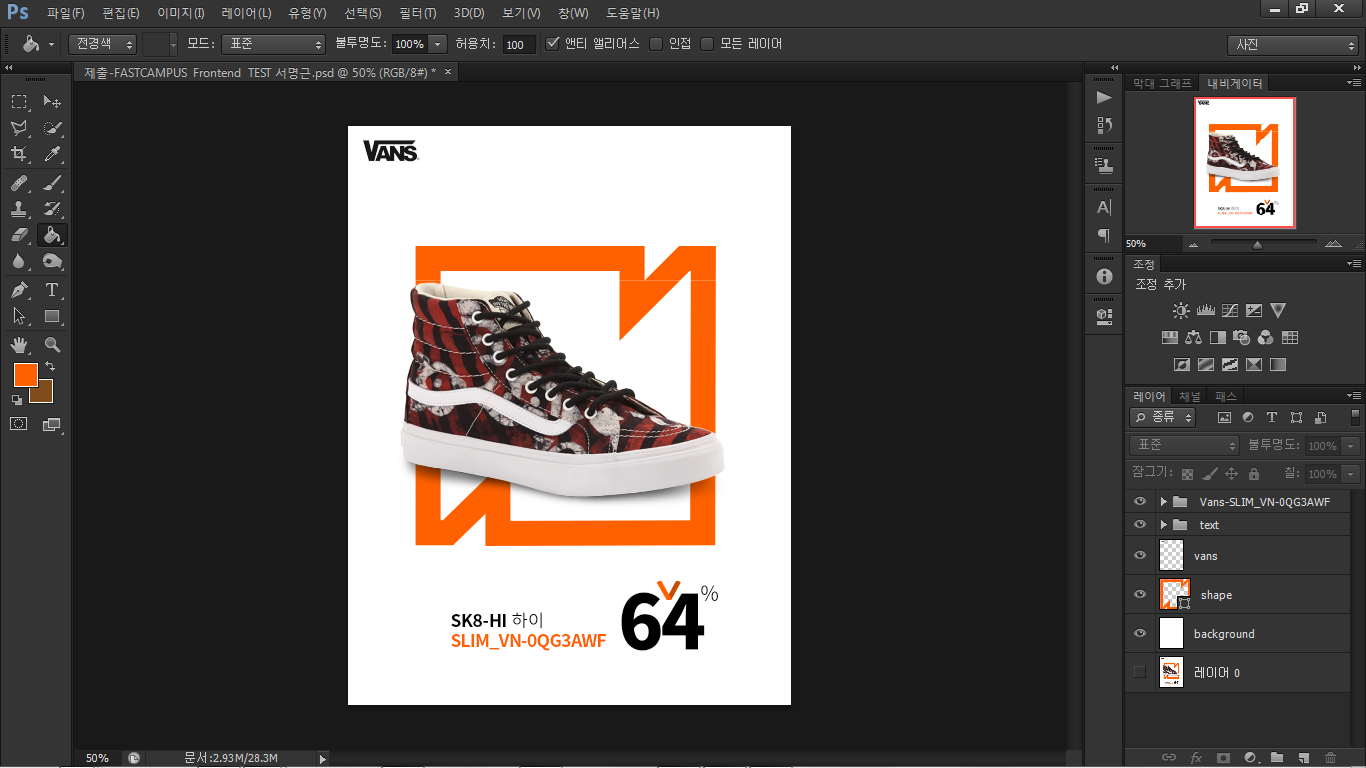 Ps 파일(F) 편집(E) 이미지(I) 레이어(L) 유형(Y) 선택(S) 필터(T) 3D(D) 보기(V) 창(W) 도움말(H)
전경색 모드: 표준 불투명도: 100% 허용치: 100 앤티 앨리어스 인접 모든 레이어 사진
제출-FASTCAMPUS Frontend TEST 서명근.psd @ 50% (RGB/8#) * ×
막대 그래프 내비게이터
VANS
50%
조정
조정 추가
레이어 채널 패스
종류
표준 불투명도: 100%
잠그기: 칠: 100%
Vans-SLIM_VN-0QG3AWF
text
vans
shape
background
레이어 0
SK8-HI 하이
SLIM_VN-0QG3AWF
64%
50% 문서:2.93M/28.3M